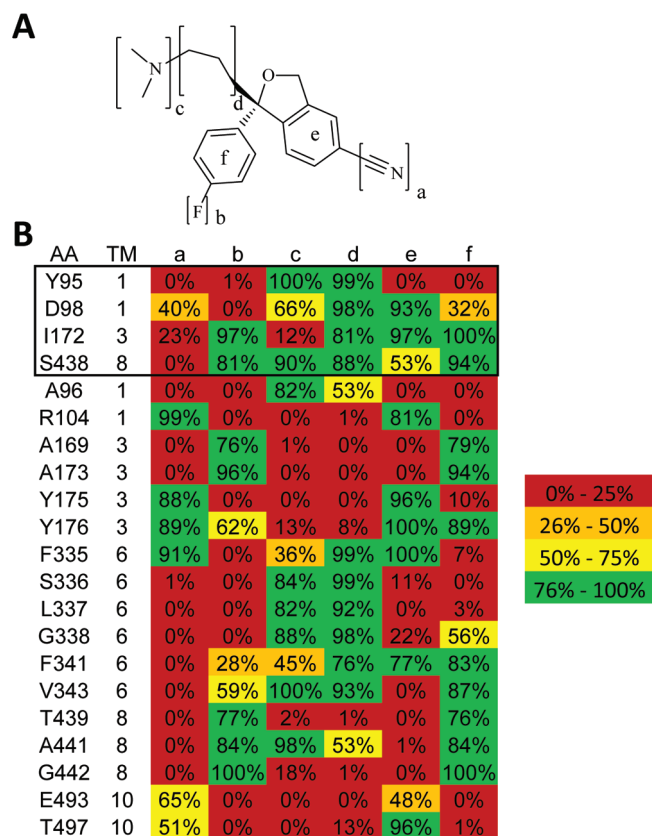 A
N
O
c
d
e
f
N
a
[F] b
B
AA TM a b c d e f
Y95 1 0% 1% 100% 99% 0% 0%
D98 1 40% 0% 66% 98% 93% 32%
I172 3 23% 97% 12% 81% 97% 100%
S438 8 0% 81% 90% 88% 53% 94%
A96 1 0% 0% 82% 53% 0% 0%
R104 1 99% 0% 0% 1% 81% 0%
A169 3 0% 76% 1% 0% 0% 79%
A173 3 0% 96% 0% 0% 0% 94%
Y175 3 88% 0% 0% 0% 96% 10%
Y176 3 89% 62% 13% 8% 100% 89%
F335 6 91% 0% 36% 99% 100% 7%
S336 6 1% 0% 84% 99% 11% 0%
L337 6 0% 0% 82% 92% 0% 3%
G338 6 0% 0% 88% 98% 22% 56%
F341 6 0% 28% 45% 76% 77% 83%
V343 6 0% 59% 100% 93% 0% 87%
T439 8 0% 77% 2% 1% 0% 76%
A441 8 0% 84% 98% 53% 1% 84%
G442 8 0% 100% 18% 1% 0% 100%
E493 10 65% 0% 0% 0% 48% 0%
T497 10 51% 0% 0% 13% 96% 1%
0% - 25%
26% - 50%
50% - 75%
76% - 100%